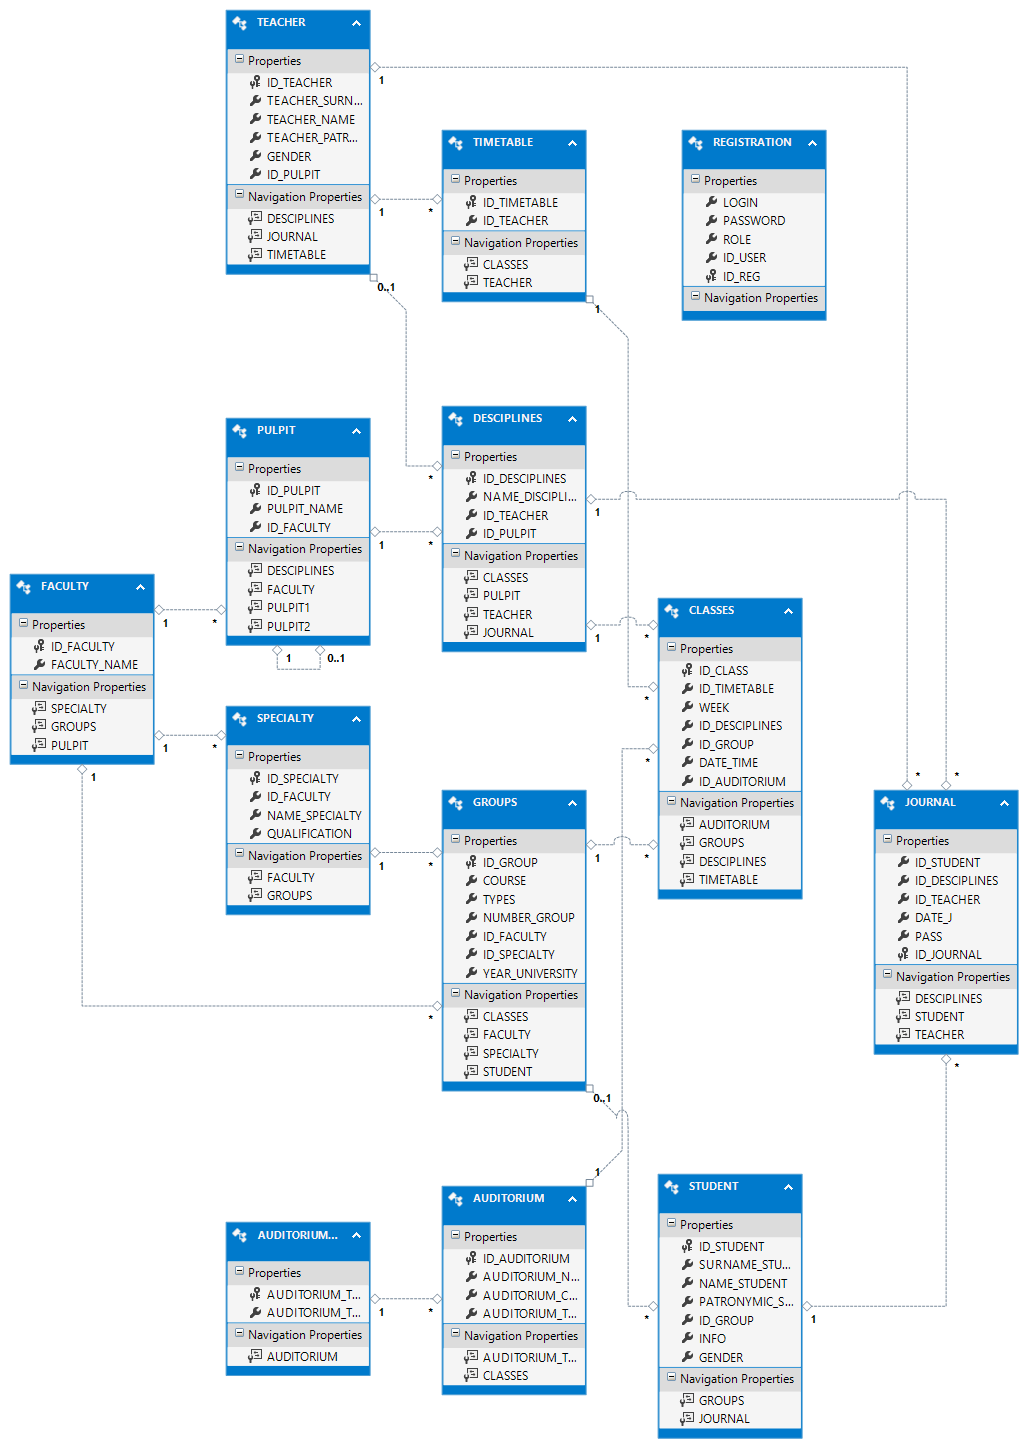 TEACHER
Properties
ID_TEACHER
TEACHER_SURN...
TEACHER_NAME
TEACHER_PATR...
GENDER
ID_PULPIT
Navigation Properties
DESCIPLINES
JOURNAL
TIMETABLE
1
1
*
0..1
TIMETABLE
Properties
ID_TIMETABLE
ID_TEACHER
Navigation Properties
CLASSES
TEACHER
1
REGISTRATION
Properties
LOGIN
PASSWORD
ROLE
ID_USER
ID_REG
Navigation Properties
PULPIT
Properties
ID_PULPIT
PULPIT_NAME
ID_FACULTY
Navigation Properties
DESCIPLINES
FACULTY
PULPIT1
PULPIT2
1
0..1
1
*
*
DESCIPLINES
Properties
ID_DESCIPLINES
NAME_DISCIPLI...
ID_TEACHER
ID_PULPIT
Navigation Properties
CLASSES
PULPIT
TEACHER
JOURNAL
1
1
*
FACULTY
Properties
ID_FACULTY
FACULTY_NAME
Navigation Properties
SPECIALTY
GROUPS
PULPIT
1
*
1
*
1
SPECIALTY
Properties
ID_SPECIALTY
ID_FACULTY
NAME_SPECIALTY
QUALIFICATION
Navigation Properties
FACULTY
GROUPS
1
*
*
CLASSES
Properties
ID_CLASS
ID_TIMETABLE
WEEK
ID_DESCIPLINES
ID_GROUP
DATE_TIME
ID_AUDITORIUM
Navigation Properties
AUDITORIUM
GROUPS
DESCIPLINES
TIMETABLE
*
*
GROUPS
Properties
ID_GROUP
COURSE
TYPES
NUMBER_GROUP
ID_FACULTY
ID_SPECIALTY
YEAR_UNIVERSITY
Navigation Properties
CLASSES
FACULTY
SPECIALTY
STUDENT
1
*
0..1
*
*
JOURNAL
Properties
ID_STUDENT
ID_DESCIPLINES
ID_TEACHER
DATE_J
PASS
ID_JOURNAL
Navigation Properties
DESCIPLINES
STUDENT
TEACHER
*
AUDITORIUM...
Properties
AUDITORIUM_T...
AUDITORIUM_T...
Navigation Properties
AUDITORIUM
1
*
AUDITORIUM
Properties
ID_AUDITORIUM
AUDITORIUM_N...
AUDITORIUM_C...
AUDITORIUM_T...
Navigation Properties
AUDITORIUM_T...
CLASSES
1
STUDENT
Properties
ID_STUDENT
SURNAME_STU...
NAME_STUDENT
PATRONYMIC_S...
ID_GROUP
INFO
GENDER
Navigation Properties
GROUPS
JOURNAL
*
1